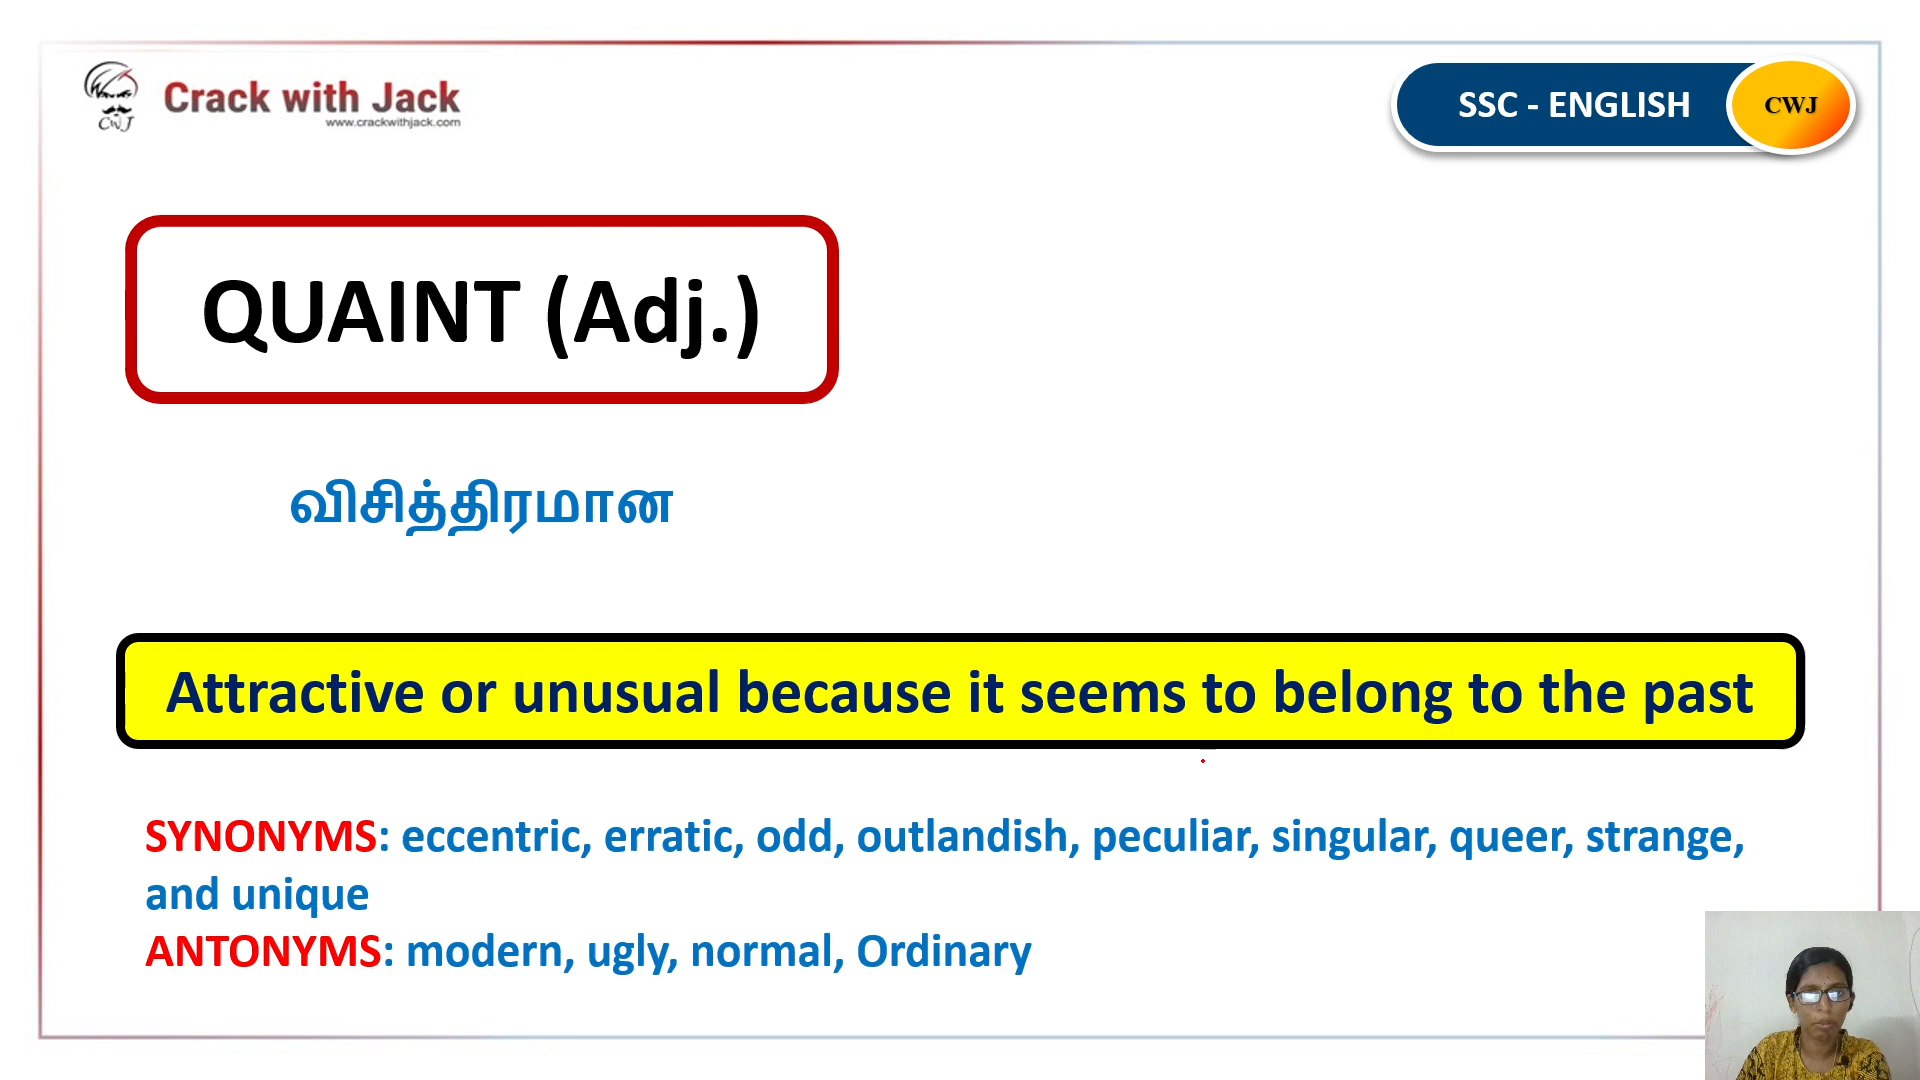 Crack with Jack
www.crackwithjack.com
CWJ
SSC - ENGLISH
CWJ
QUAINT (Adj.)
விசித்திரமான
Attractive or unusual because it seems to belong to the past
SYNONYMS: eccentric, erratic, odd, outlandish, peculiar, singular, queer, strange,
and unique
ANTONYMS: modern, ugly, normal, Ordinary